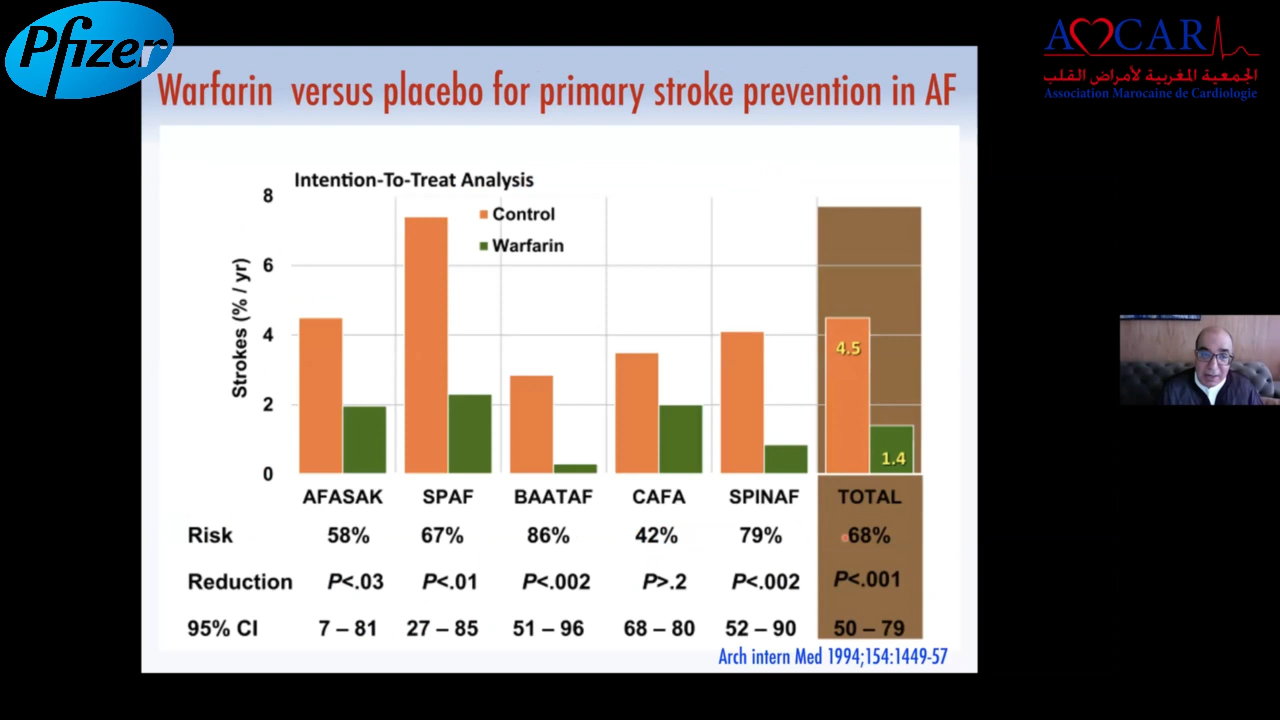 Pfizer
AMCAR
الجمعية المغربية لأمراض القلب
Association Marocaine de Cardiologie
Warfarin versus placebo for primary stroke prevention in AF
Intention-To-Treat Analysis
Control
Warfarin
Strokes (% / yr)
8
6
4
2
0
4.5
1.4
AFASAK SPAF BAATAF CAFA SPINAF TOTAL
Risk 58% 67% 86% 42% 79% 68%
Reduction P<.03 P<.01 P<.002 P>.2 P<.002 P<.001
95% CI 7 – 81 27 – 85 51 – 96 68 – 80 52 – 90 50 – 79
Arch intern Med 1994;154:1449-57